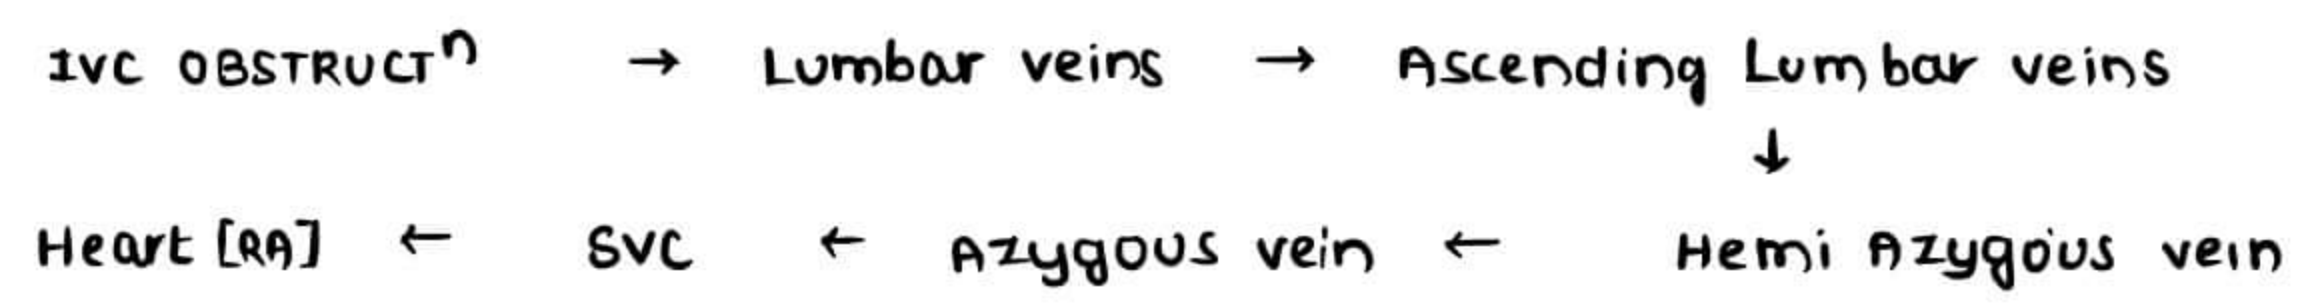 IVC OBSTRUCTⁿ → Lumbar veins → Ascending Lumbar veins
↓
Heart [RA] ← SVC ← Azygous vein ← Hemi Azygous vein